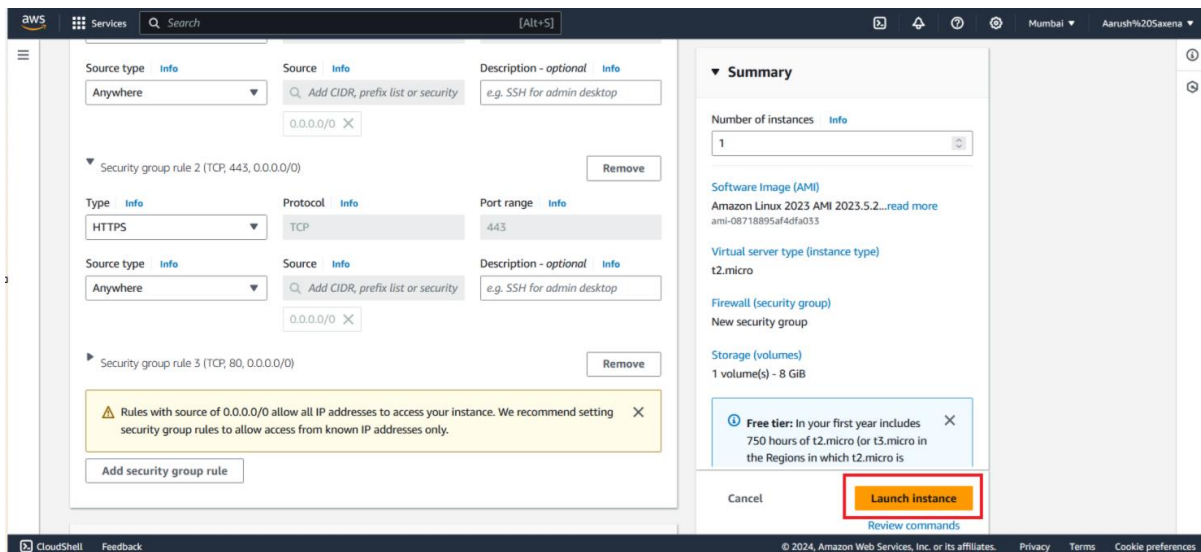 aws
Services
Search
[Alt+S]
Mumbai
Aarush%20Saxena
Source type Info
Source Info
Description - optional Info
Anywhere
Add CIDR, prefix list or security
e.g. SSH for admin desktop
0.0.0.0/0
Security group rule 2 (TCP, 443, 0.0.0.0/0)
Remove
Type Info
Protocol Info
Port range Info
HTTPS
TCP
443
Source type Info
Source Info
Description - optional Info
Anywhere
Add CIDR, prefix list or security
e.g. SSH for admin desktop
0.0.0.0/0
Security group rule 3 (TCP, 80, 0.0.0.0/0)
Remove
Rules with source of 0.0.0.0/0 allow all IP addresses to access your instance. We recommend setting
security group rules to allow access from known IP addresses only.
Add security group rule
Summary
Number of instances Info
1
Software Image (AMI)
Amazon Linux 2023 AMI 2023.5.2...read more
ami-08718895af4dfa033
Virtual server type (instance type)
t2.micro
Firewall (security group)
New security group
Storage (volumes)
1 volume(s) - 8 GiB
Free tier: In your first year includes
750 hours of t2.micro (or t3.micro in
the Regions in which t2.micro is
Cancel
Launch instance
Review commands
CloudShell
Feedback
© 2024, Amazon Web Services, Inc. or its affiliates.
Privacy
Terms
Cookie preferences